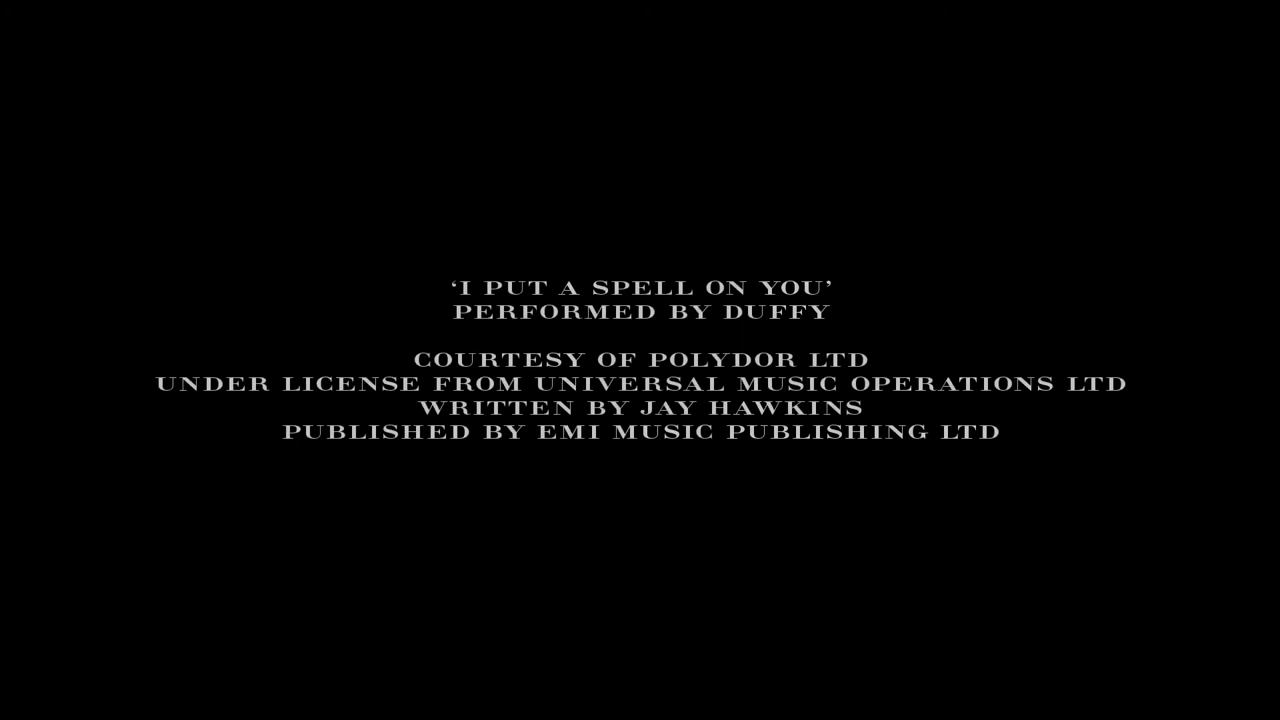 ‘I PUT A SPELL ON YOU’
PERFORMED BY DUFFY
COURTESY OF POLYDOR LTD
UNDER LICENSE FROM UNIVERSAL MUSIC OPERATIONS LTD
WRITTEN BY JAY HAWKINS
PUBLISHED BY EMI MUSIC PUBLISHING LTD